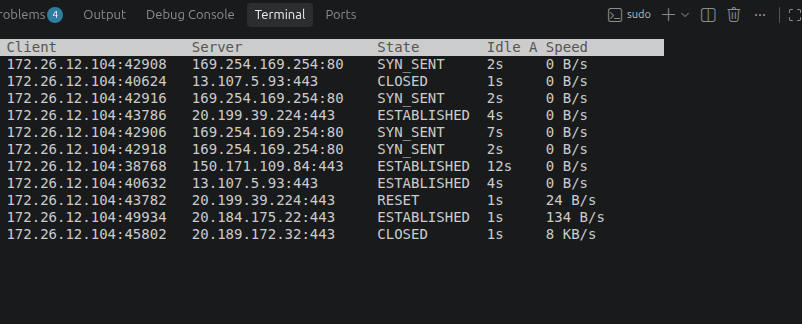 roblems 4 Output Debug Console Terminal Ports sudo
Client Server State Idle A Speed
172.26.12.104:42908 169.254.169.254:80 SYN_SENT 2s 0 B/s
172.26.12.104:40624 13.107.5.93:443 CLOSED 1s 0 B/s
172.26.12.104:42916 169.254.169.254:80 SYN_SENT 2s 0 B/s
172.26.12.104:43786 20.199.39.224:443 ESTABLISHED 4s 0 B/s
172.26.12.104:42906 169.254.169.254:80 SYN_SENT 7s 0 B/s
172.26.12.104:42918 169.254.169.254:80 SYN_SENT 2s 0 B/s
172.26.12.104:38768 150.171.109.84:443 ESTABLISHED 12s 0 B/s
172.26.12.104:40632 13.107.5.93:443 ESTABLISHED 4s 0 B/s
172.26.12.104:43782 20.199.39.224:443 RESET 1s 24 B/s
172.26.12.104:49934 20.184.175.22:443 ESTABLISHED 1s 134 B/s
172.26.12.104:45802 20.189.172.32:443 CLOSED 1s 8 KB/s